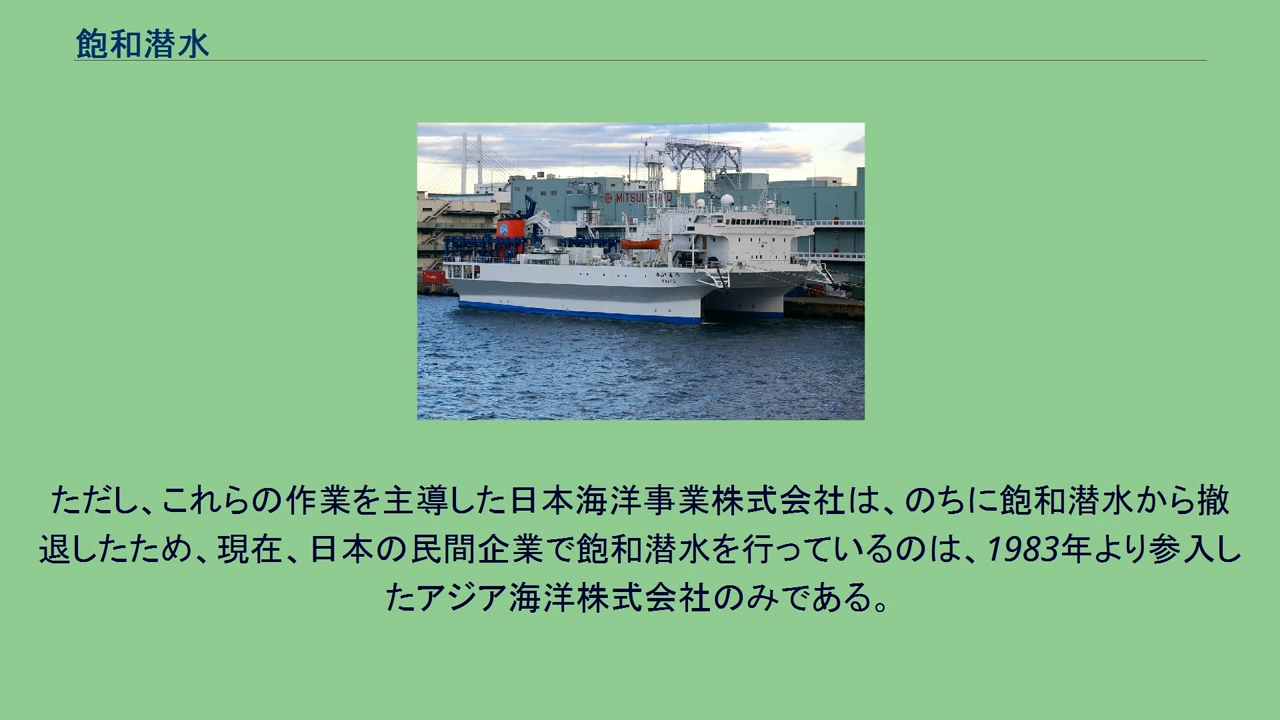 飽和潜水
MITSUI
ただし、これらの作業を主導した日本海洋事業株式会社は、のちに飽和潜水から撤
退したため、現在、日本の民間企業で飽和潜水を行っているのは、1983年より参入し
たアジア海洋株式会社のみである。